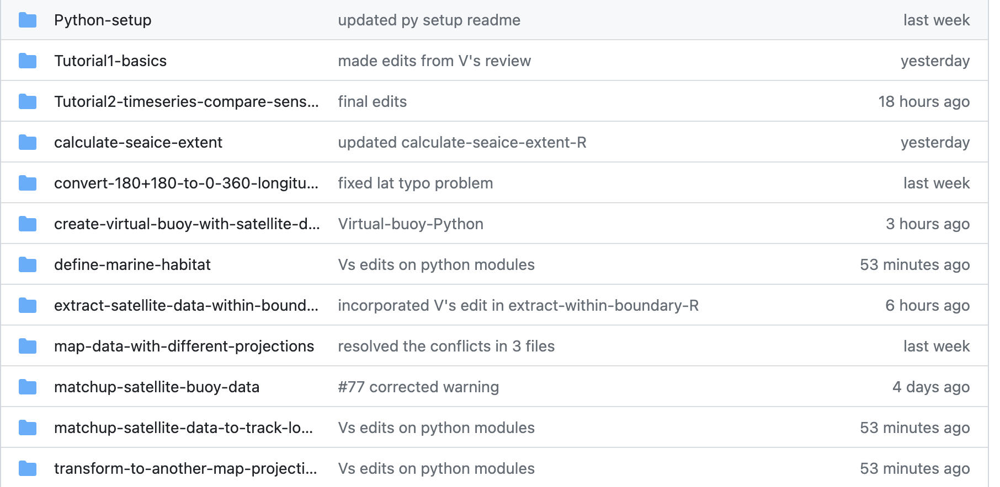 Python-setup updated py setup readme last week
Tutorial1-basics made edits from V's review yesterday
Tutorial2-timeseries-compare-sens... final edits 18 hours ago
calculate-seaice-extent updated calculate-seaice-extent-R yesterday
convert-180+180-to-0-360-longitu... fixed lat typo problem last week
create-virtual-buoy-with-satellite-d... Virtual-buoy-Python 3 hours ago
define-marine-habitat Vs edits on python modules 53 minutes ago
extract-satellite-data-within-bound... incorporated V's edit in extract-within-boundary-R 6 hours ago
map-data-with-different-projections resolved the conflicts in 3 files last week
matchup-satellite-buoy-data #77 corrected warning 4 days ago
matchup-satellite-data-to-track-lo... Vs edits on python modules 53 minutes ago
transform-to-another-map-projecti... Vs edits on python modules 53 minutes ago